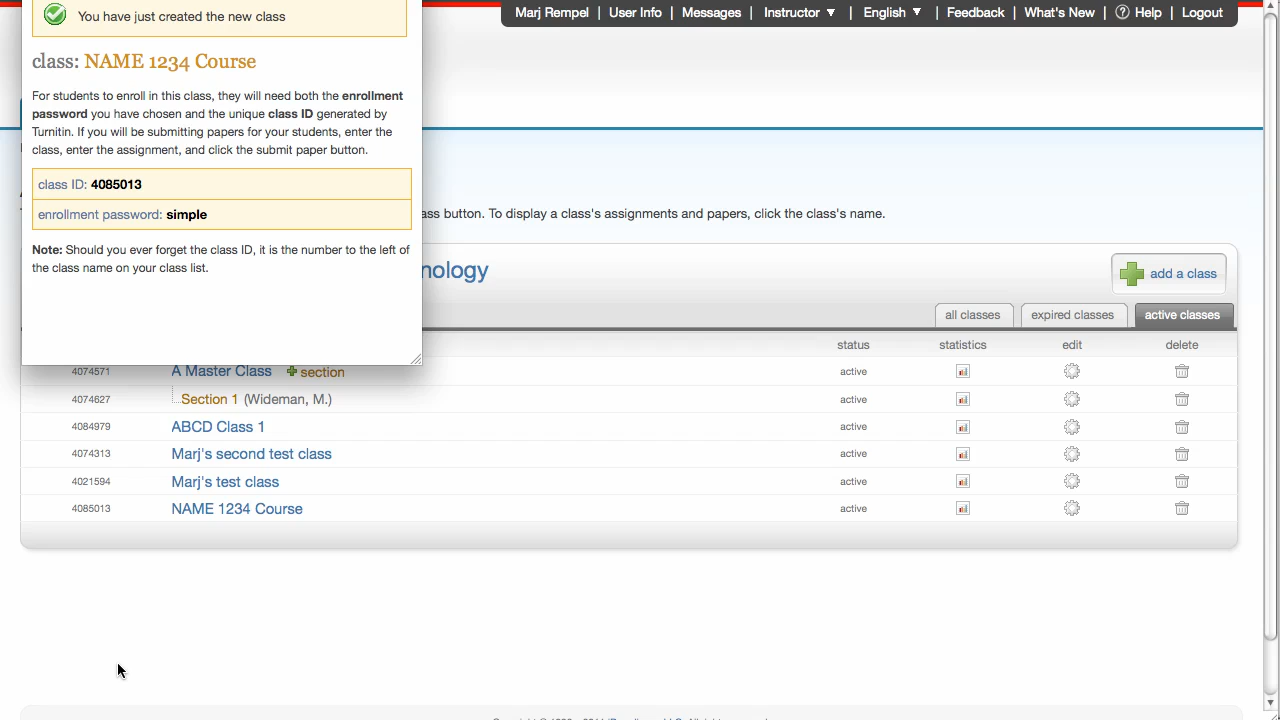 Marj Rempel | User Info | Messages | Instructor ▼ | English ▼ | Feedback | What's New | ? Help | Logout
You have just created the new class
class: NAME 1234 Course
For students to enroll in this class, they will need both the enrollment
password you have chosen and the unique class ID generated by
Turnitin. If you will be submitting papers for your students, enter the
class, enter the assignment, and click the submit paper button.
class ID: 4085013
enrollment password: simple
Note: Should you ever forget the class ID, it is the number to the left of
the class name on your class list.
ass button. To display a class's assignments and papers, click the class's name.
nology
add a class
all classes expired classes active classes
status statistics edit delete
4074571 A Master Class section active
4074627 Section 1 (Wideman, M.) active
4084979 ABCD Class 1 active
4074313 Marj's second test class active
4021594 Marj's test class active
4085013 NAME 1234 Course active